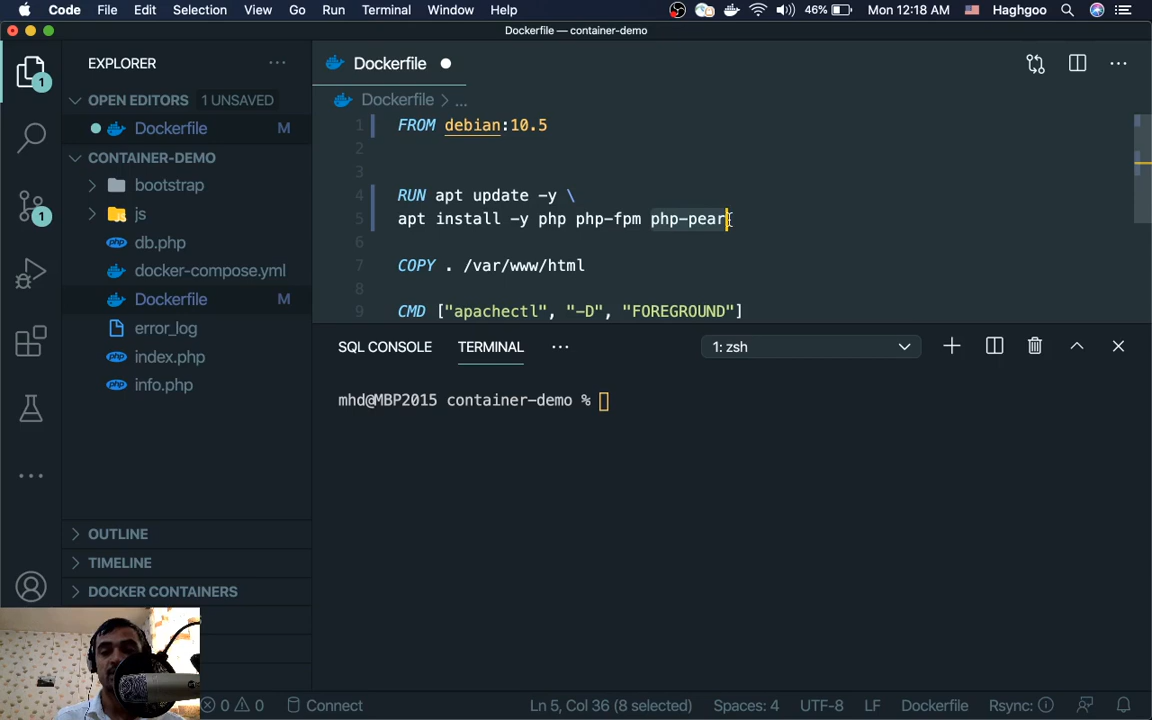 Code File Edit Selection View Go Run Terminal Window Help 46% Mon 12:18 AM Haghgoo
Dockerfile — container-demo
EXPLORER ···
Dockerfile
OPEN EDITORS 1 UNSAVED
Dockerfile M
CONTAINER-DEMO
bootstrap
js
db.php
docker-compose.yml
Dockerfile M
error_log
index.php
info.php
OUTLINE
TIMELINE
DOCKER CONTAINERS
1
1
Dockerfile > ...
1 FROM debian:10.5
2
3
4 RUN apt update -y \
5 apt install -y php php-fpm php-pear
6
7 COPY . /var/www/html
8
9 CMD ["apachectl", "-D", "FOREGROUND"]
SQL CONSOLE TERMINAL ··· 1: zsh
mhd@MBP2015 container-demo %
0 0 Connect Ln 5, Col 36 (8 selected) Spaces: 4 UTF-8 LF Dockerfile Rsync: